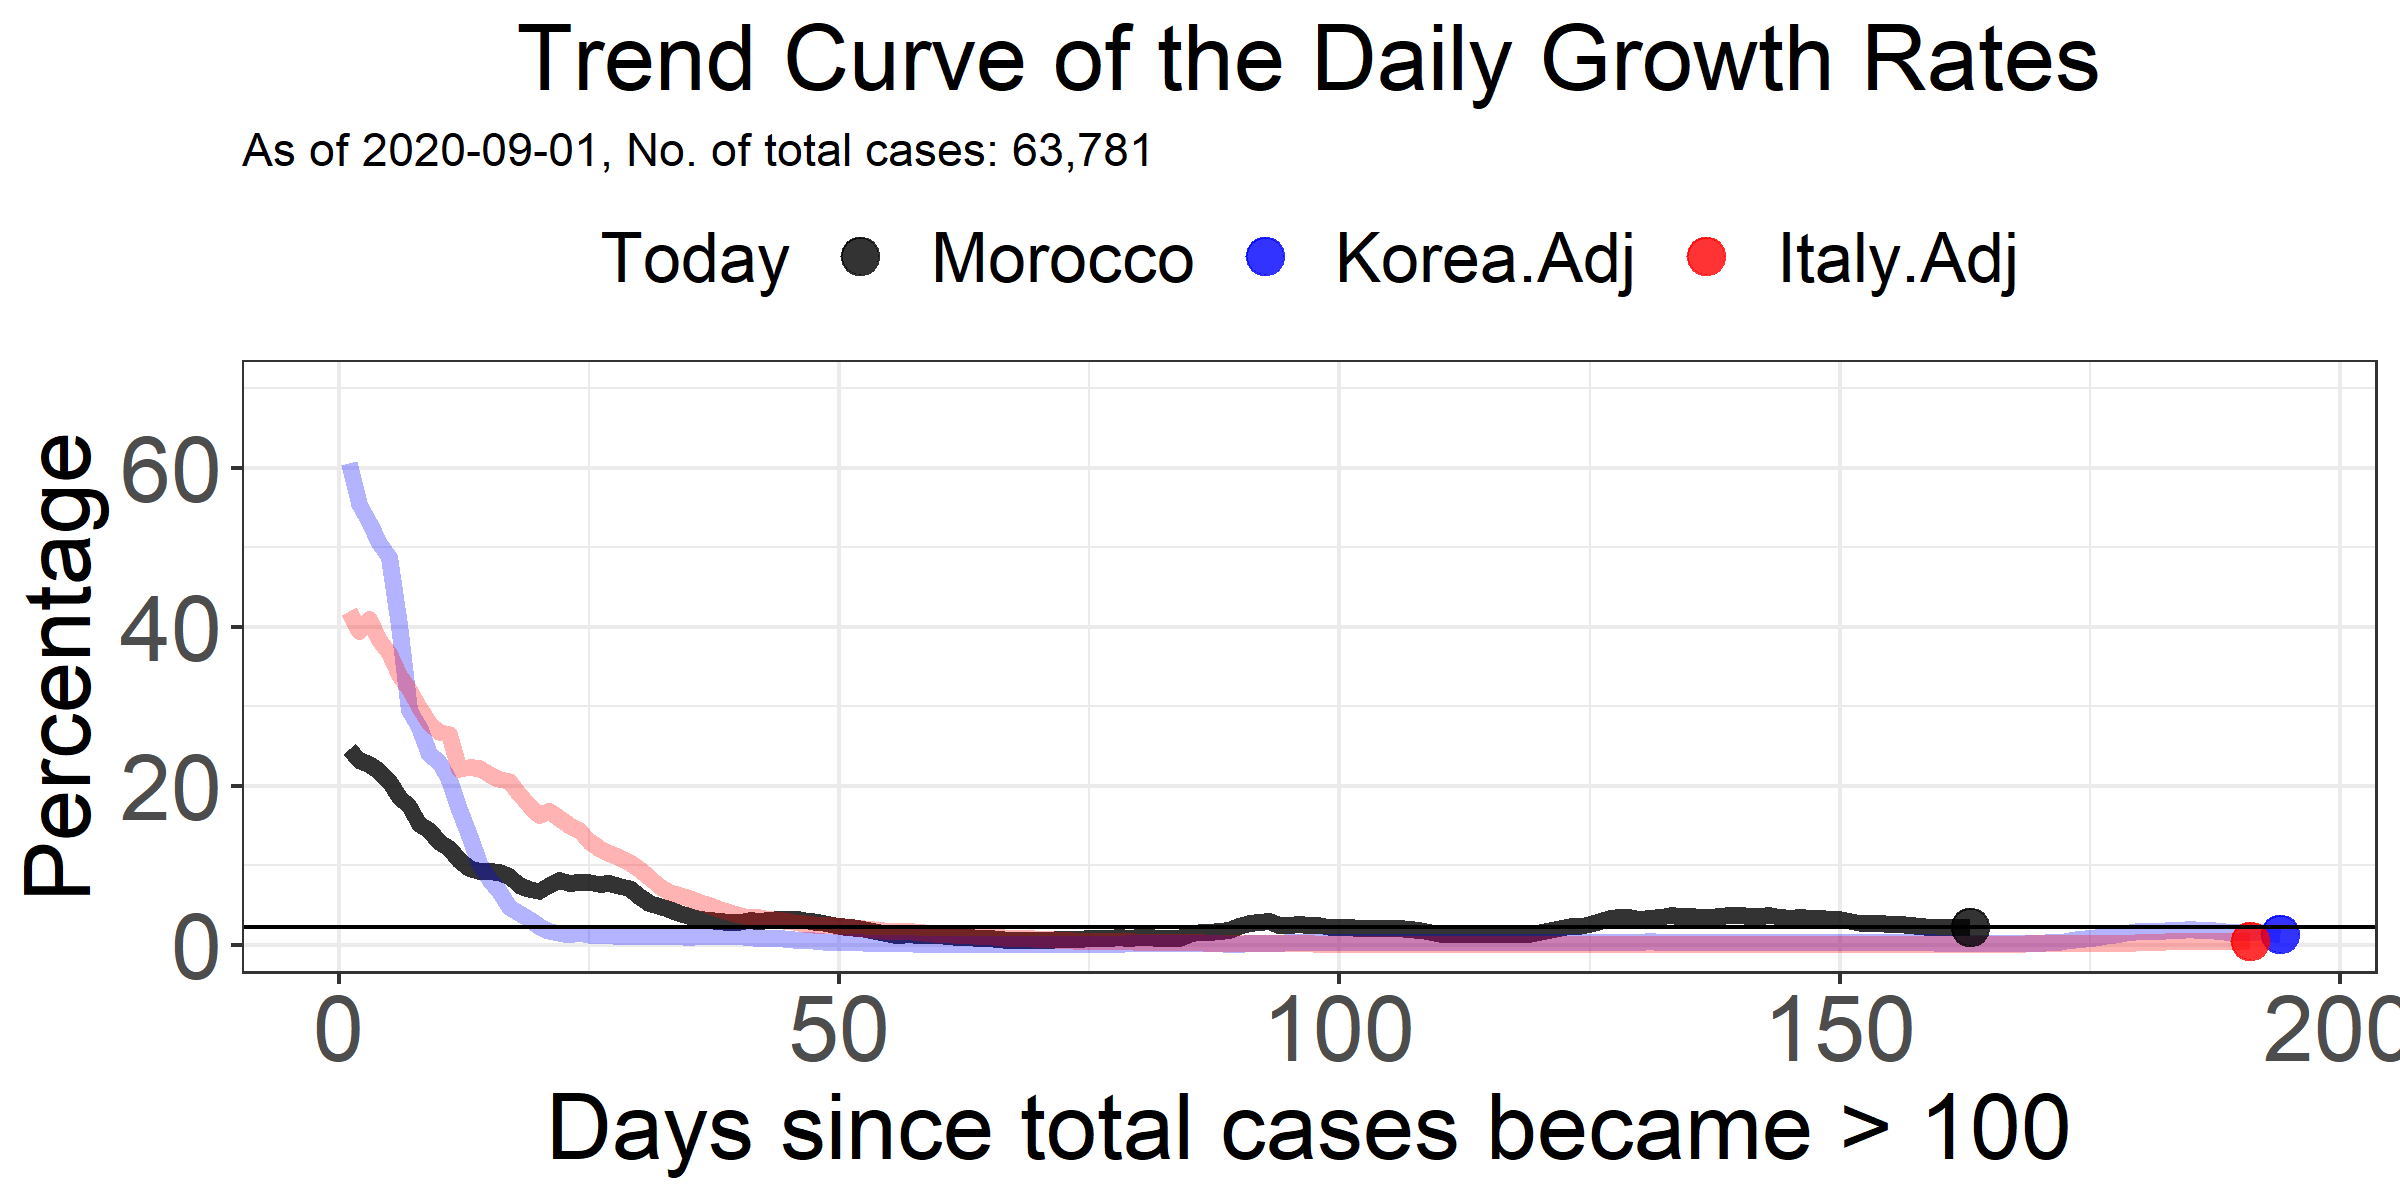 Trend Curve of the Daily Growth Rates
As of 2020-09-01, No. of total cases: 63,781
Today Morocco Korea.Adj Italy.Adj
Percentage
60
40
20
0
0 50 100 150 200
Days since total cases became > 100